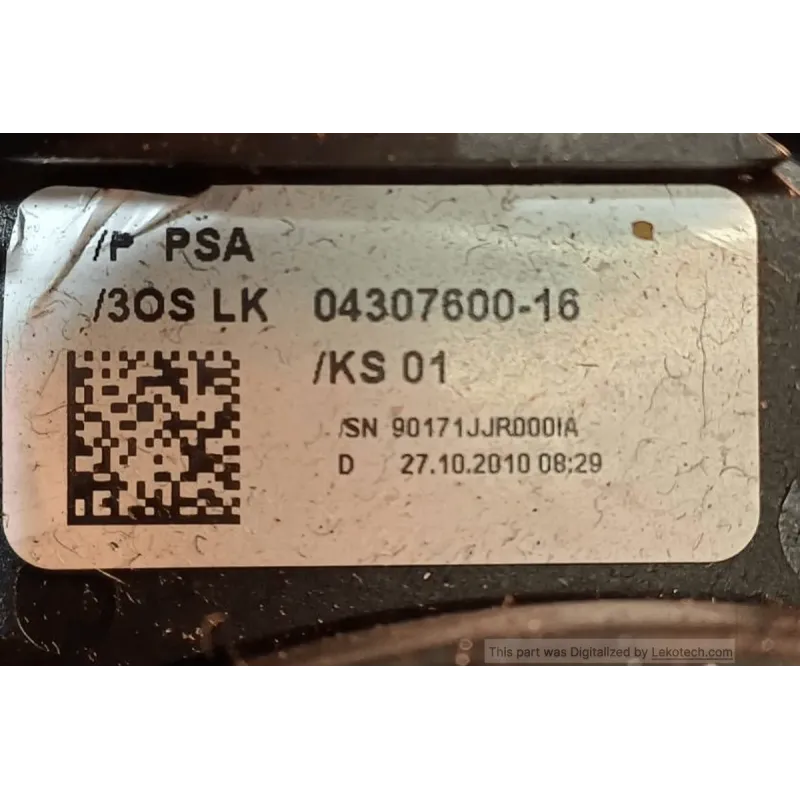 /P PSA
/3OS LK 04307600-16
/KS 01
/SN 90171JJR000IA
D 27.10.2010 08:29
This part was Digitalized by Lekotech.com